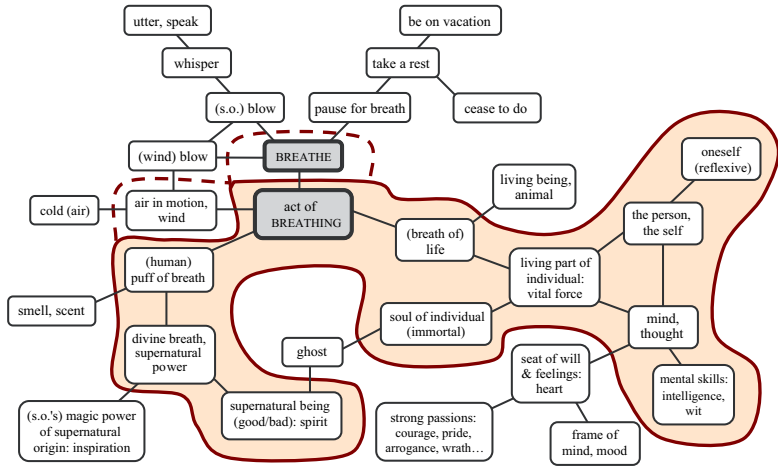 utter, speak
be on vacation
whisper
take a rest
(s.o.) blow
pause for breath
cease to do
(wind) blow
BREATHE
oneself
(reflexive)
living being,
animal
cold (air)
air in motion,
wind
act of
BREATHING
(breath of)
life
the person,
the self
(human)
puff of breath
living part of
individual:
vital force
smell, scent
soul of individual
(immortal)
mind,
thought
divine breath,
supernatural
power
ghost
seat of will
& feelings:
heart
mental skills:
intelligence,
wit
(s.o.'s) magic power
of supernatural
origin: inspiration
supernatural being
(good/bad): spirit
strong passions:
courage, pride,
arrogance, wrath...
frame of
mind, mood